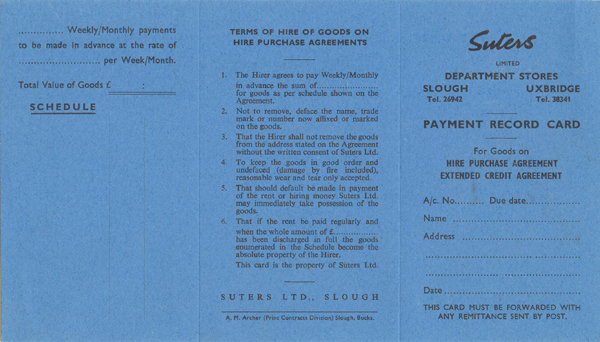 ............... Weekly/Monthly payments
to be made in advance at the rate of
........................... per Week/Month.
Total Value of Goods £ :
SCHEDULE
TERMS OF HIRE OF GOODS ON
HIRE PURCHASE AGREEMENTS
1. The Hirer agrees to pay Weekly/Monthly
in advance the sum of........................
for goods as per schedule shown on the
Agreement.
2. Not to remove, deface the name, trade
mark or number now affixed or marked
on the goods.
3. That the Hirer shall not remove the goods
from the address stated on the Agreement
without the written consent of Suters Ltd.
4. To keep the goods in good order and
undefaced (damage by fire included),
reasonable wear and tear only accepted.
5. That should default be made in payment
of the rent or hiring money Suters Ltd.
may immediately take possession of the
goods.
6. That if the rent be paid regularly and
when the whole amount of £..................
has been discharged in full the goods
enumerated in the Schedule become the
absolute property of the Hirer.
This card is the property of Suters Ltd.
SUTERS LTD., SLOUGH
A. M. Archer (Print Contracts Division) Slough, Bucks.
Suters
LIMITED
DEPARTMENT STORES
SLOUGH UXBRIDGE
Tel. 26942 Tel. 38341
PAYMENT RECORD CARD
For Goods on
HIRE PURCHASE AGREEMENT
EXTENDED CREDIT AGREEMENT
A/c. No.......... Due date..............
Name ........................................
Address ....................................
................................................
................................................
Date..........................................
THIS CARD MUST BE FORWARDED WITH
ANY REMITTANCE SENT BY POST.